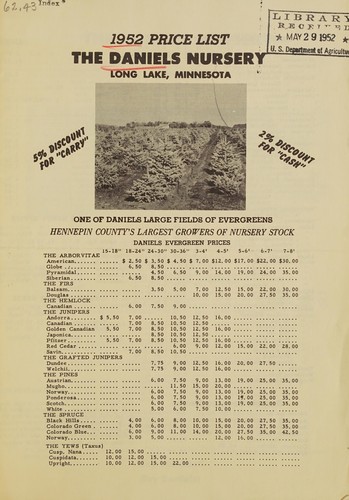 62.43 Index
LIBRARY
RECEIVED
★ MAY 29 1952 ★
U. S. Department of Agriculture
1952 PRICE LIST
THE DANIELS NURSERY
LONG LAKE, MINNESOTA
5% DISCOUNT
FOR "CARRY"
2% DISCOUNT
FOR "CASH"
ONE OF DANIELS LARGE FIELDS OF EVERGREENS
HENNEPIN COUNTY'S LARGEST GROWERS OF NURSERY STOCK
DANIELS EVERGREEN PRICES
15-18" 18-24" 24-30" 30-36" 3-4' 4-5' 5-6' 6-7' 7-8'
THE ARBORVITAE
American $ 2.50 $ 3.50 $ 4.50 $ 7.00 $12.00 $17.00 $22.00 $30.00
Globe 6.50 8.50
Pyramidal 4.50 6.50 9.00 14.00 19.00 24.00 35.00
Siberian 6.50 8.50
THE FIRS
Balsam 3.50 5.00 7.00 12.50 15.00 22.00 30.00
Douglas 10.00 15.00 20.00 27.50 35.00
THE HEMLOCK
Canadian 6.00 7.50 9.00
THE JUNIPERS
Andorra $ 5.50 7.00 10.50 12.50 16.00
Canadian 7.00 8.50 10.50 12.50
Golden Canadian 5.50 7.00 8.50 10.50 12.50 16.00
Japonica 8.50 10.50 12.50
Pfitzer 5.50 7.00 8.50 10.50 12.50 16.00
Red Cedar 6.00 9.00 12.00 15.00 22.00 28.00
Savin 7.00 8.50 10.50
THE GRAFTED JUNIPERS
Dundee 7.75 9.00 12.50 16.00 20.00 27.50
Welchii 7.75 9.00 12.50 16.00
THE PINES
Austrian 6.00 7.50 9.00 13.00 19.00 25.00 35.00
Mugho 11.50 15.00 20.00
Norway 6.00 7.50 9.00 13.00 19.00 25.00 35.00
Ponderosa 6.00 7.50 9.00 13.00 19.00 25.00 35.00
Scotch 6.00 7.50 9.00 13.00 19.00 25.00 35.00
White 5.00 6.00 7.50 10.00
THE SPRUCE
Black Hills 4.00 6.00 8.00 10.00 15.00 20.00 27.50 35.00
Colorado Green 4.00 6.00 8.00 10.00 15.00 20.00 27.50 35.00
Colorado Blue 6.00 9.00 11.00 14.00 20.00 27.50 35.00 42.50
Norway 3.00 5.00 12.00 16.00
THE YEWS (Taxus)
Cusp. Nana 12.00 15.00
Cuspidata 10.00 12.00 15.00
Upright 10.00 12.00 15.00 22.00